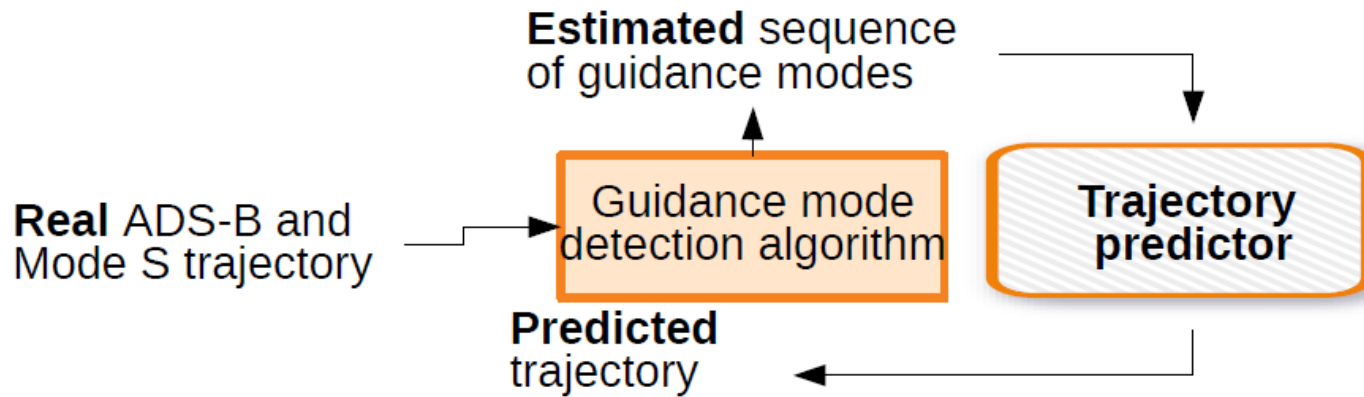 Estimated sequence
of guidance modes
Real ADS-B and
Mode S trajectory
Guidance mode
detection algorithm
Trajectory
predictor
Predicted
trajectory